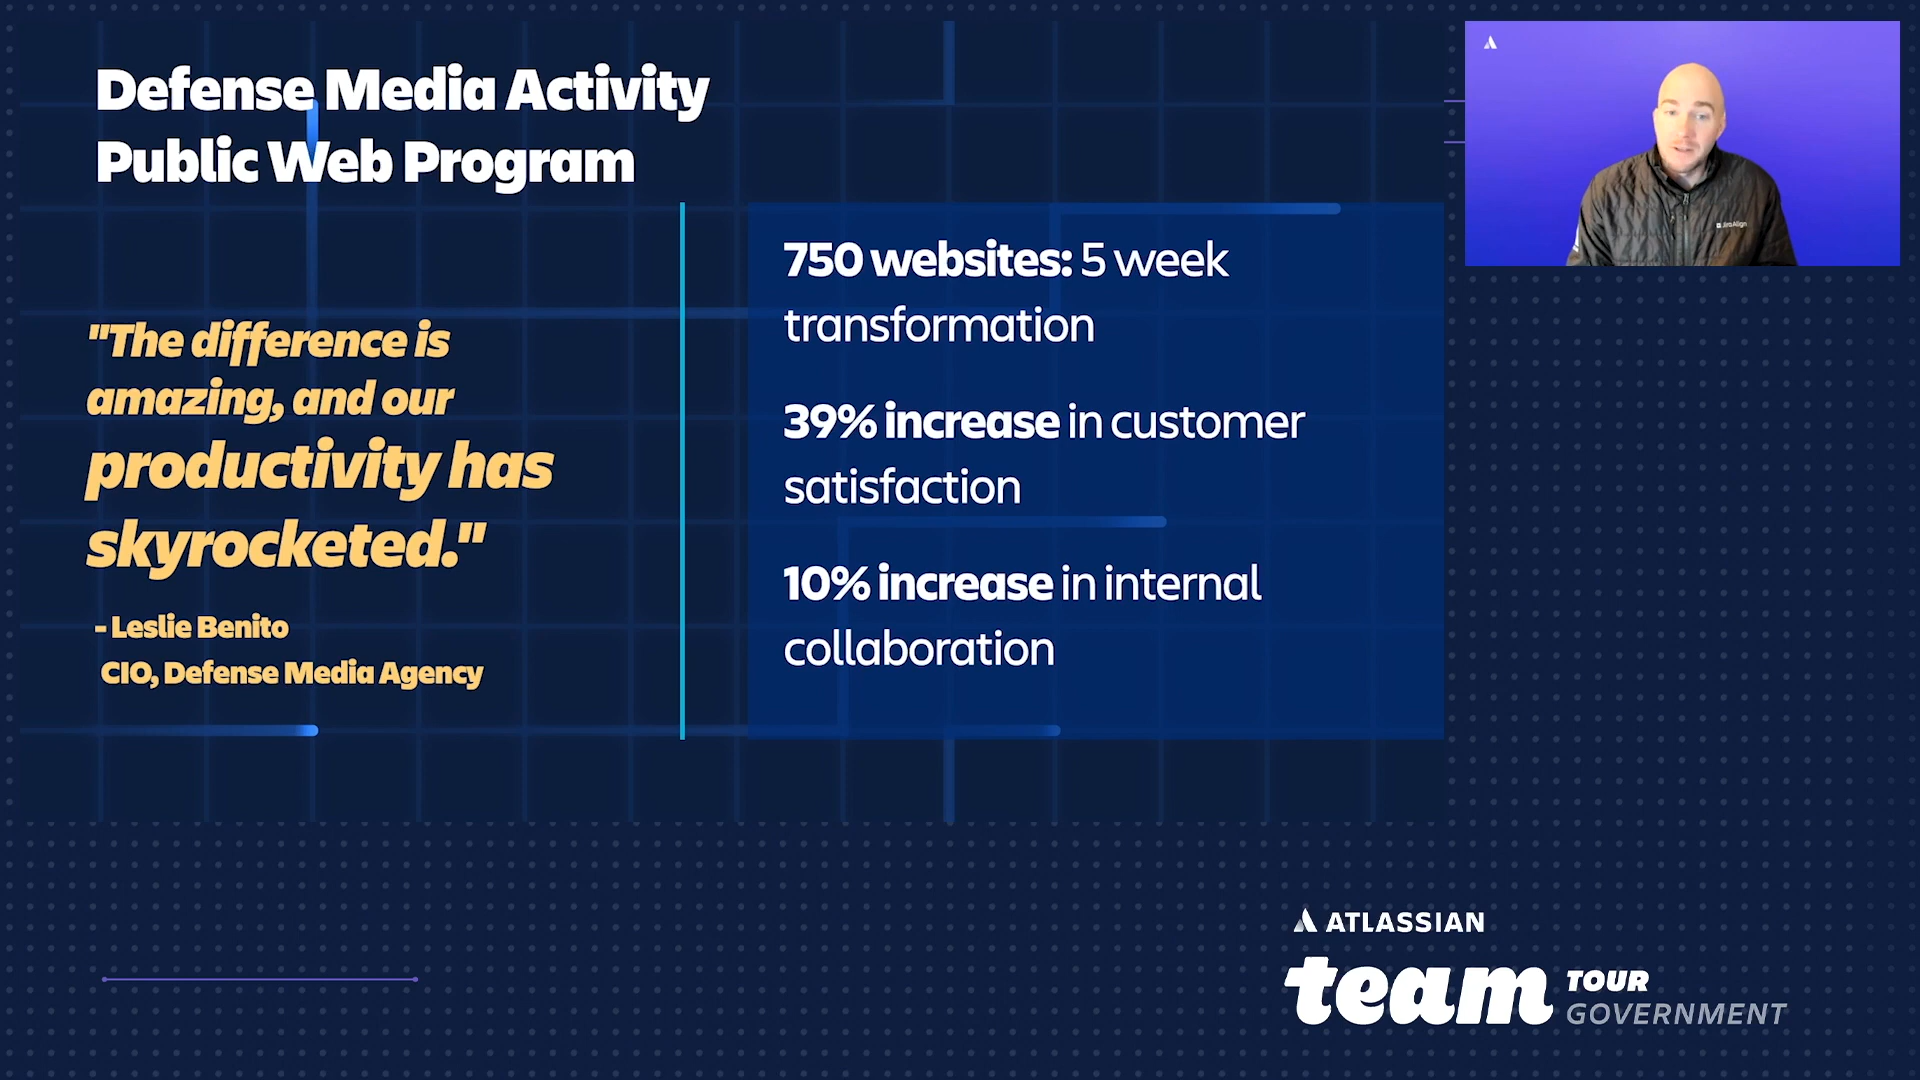 Defense Media Activity
Public Web Program
"The difference is
amazing, and our
productivity has
skyrocketed."
- Leslie Benito
CIO, Defense Media Agency
750 websites: 5 week
transformation
39% increase in customer
satisfaction
10% increase in internal
collaboration
JiraAlign
ATLASSIAN
team TOUR
GOVERNMENT